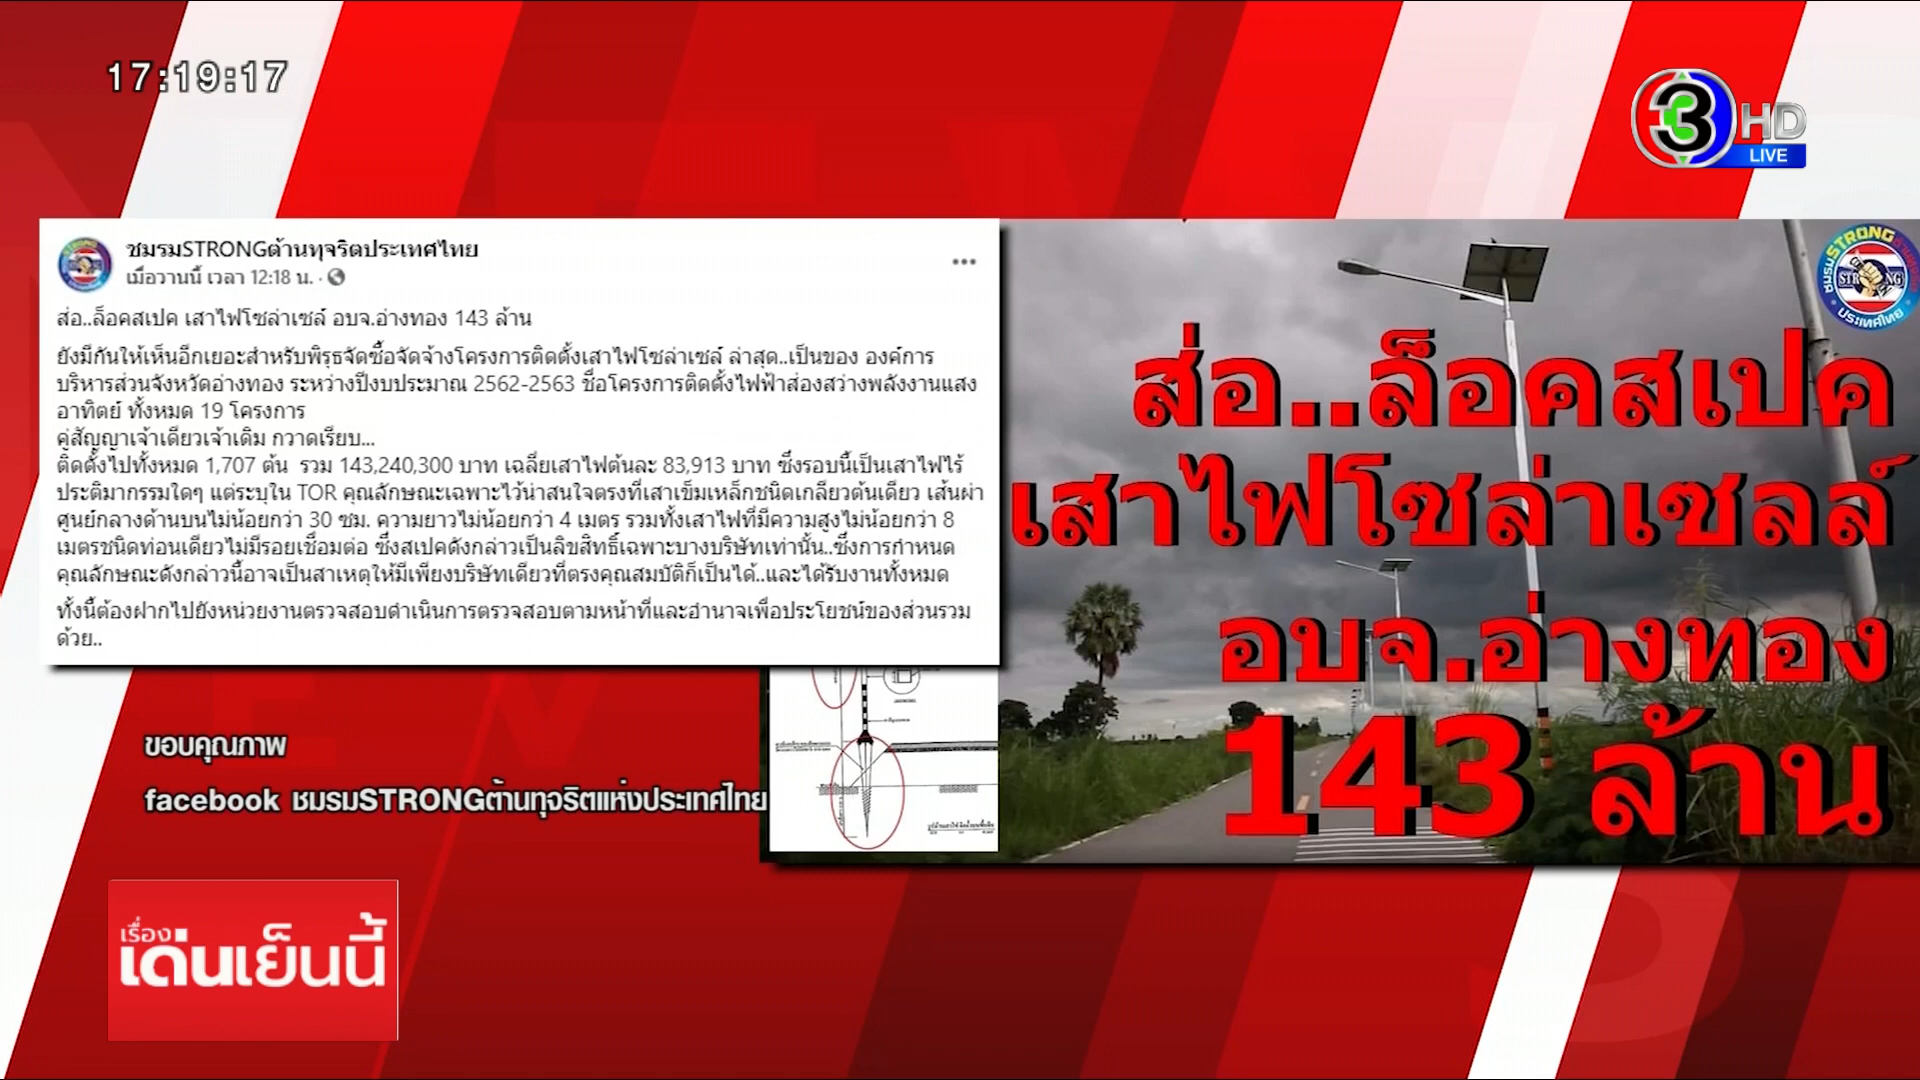 17:19:17
3 HD
LIVE
ชมรมSTRONGต้านทุจริตประเทศไทย
เมื่อวานนี้ เวลา 12:18 น. ·
ส่อ..ล็อคสเปค เสาไฟโซล่าเซล์ อบจ.อ่างทอง 143 ล้าน
ยังมีกันให้เห็นอีกเยอะสำหรับพิรุธจัดซื้อจัดจ้างโครงการติดตั้งเสาไฟโซล่าเซล์ ล่าสุด..เป็นของ องค์การ
บริหารส่วนจังหวัดอ่างทอง ระหว่างปีงบประมาณ 2562-2563 ชื่อโครงการติดตั้งไฟฟ้าส่องสว่างพลังงานแสง
อาทิตย์ ทั้งหมด 19 โครงการ
คู่สัญญาเจ้าเดียวเจ้าเดิม กวาดเรียบ...
ติดตั้งไปทั้งหมด 1,707 ต้น รวม 143,240,300 บาท เฉลี่ยเสาไฟต้นละ 83,913 บาท ซึ่งรอบนี้เป็นเสาไฟไร้
ประติมากรรมใดๆ แต่ระบุใน TOR คุณลักษณะเฉพาะไว้น่าสนใจตรงที่เสาเข็มเหล็กชนิดเกลียวต้นเดียว เส้นผ่า
ศูนย์กลางด้านบนไม่น้อยกว่า 30 ซม. ความยาวไม่น้อยกว่า 4 เมตร รวมทั้งเสาไฟที่มีความสูงไม่น้อยกว่า 8
เมตรชนิดท่อนเดียวไม่มีรอยเชื่อมต่อ ซึ่งสเปคดังกล่าวเป็นลิขสิทธิ์เฉพาะบางบริษัทเท่านั้น..ซึ่งการกำหนด
คุณลักษณะดังกล่าวนี้อาจเป็นสาเหตุให้มีเพียงบริษัทเดียวที่ตรงคุณสมบัติก็เป็นได้..และได้รับงานทั้งหมด
ทั้งนี้ต้องฝากไปยังหน่วยงานตรวจสอบดำเนินการตรวจสอบตามหน้าที่และอำนาจเพื่อประโยชน์ของส่วนรวม
ด้วย..
ชมรมSTRONGต้านทุจริต
STRONG
ประเทศไทย
ส่อ..ล็อคสเปค
เสาไฟโซล่าเซลล์
อบจ.อ่างทอง
143 ล้าน
ขอบคุณภาพ
facebook ชมรมSTRONGต้านทุจริตแห่งประเทศไทย
เรื่อง
เด่นเย็นนี้